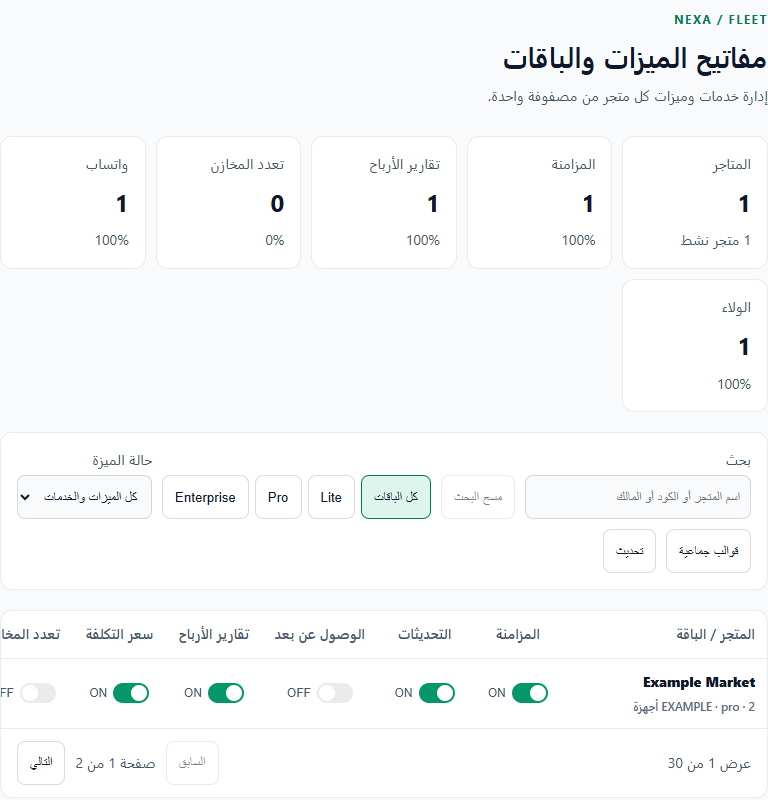 NEXA / FLEET
مفاتيح الميزات والباقات
إدارة خدمات وميزات كل متجر من مصفوفة واحدة.
المتاجر
1
1 متجر نشط
المزامنة
1
100%
تقارير الأرباح
1
100%
تعدد المخازن
0
0%
واتساب
1
100%
الولاء
1
100%
بحث
حالة الميزة
اسم المتجر أو الكود أو المالك
مسح البحث
كل الباقات
Lite
Pro
Enterprise
كل الميزات والخدمات
قوالب جماعية
تحديث
المتجر / الباقة
المزامنة
التحديثات
الوصول عن بعد
تقارير الأرباح
سعر التكلفة
تعدد المخا
Example Market
EXAMPLE · pro · 2 أجهزة
ON
ON
OFF
ON
ON
FF
عرض 1 من 30
السابق
صفحة 1 من 2
التالي